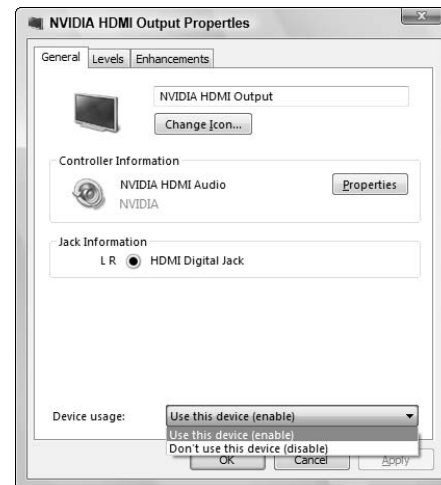 NVIDIA HDMI Output Properties
General Levels Enhancements
NVIDIA HDMI Output
Change Icon...
Controller Information
NVIDIA HDMI Audio
Properties
NVIDIA
Jack Information
L R HDMI Digital Jack
Device usage: Use this device (enable)
Use this device (enable)
Don't use this device (disable)
OK Cancel Apply